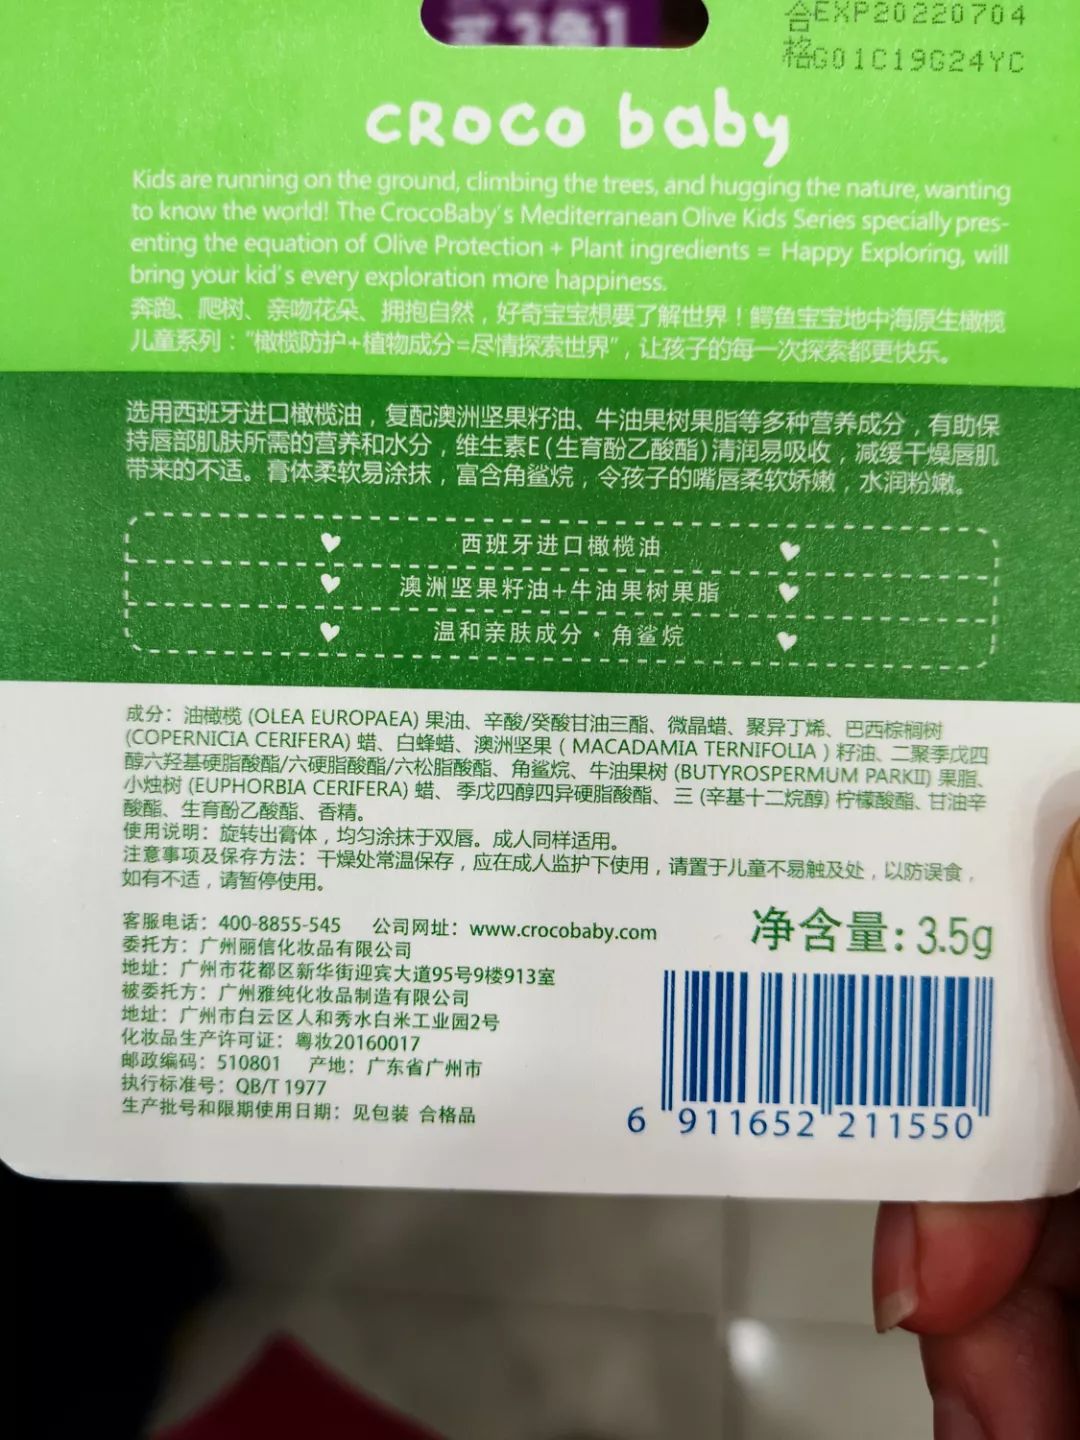 合EXP20220704
格G01C19G24YC
CROCO baby
Kids are running on the ground, climbing the trees, and hugging the nature, wanting
to know the world! The CrocoBaby's Mediterranean Olive Kids Series specially pres-
enting the equation of Olive Protection + Plant ingredients = Happy Exploring, will
bring your kid's every exploration more happiness.
奔跑、爬树、亲吻花朵、拥抱自然，好奇宝宝想要了解世界！鳄鱼宝宝地中海原生橄榄
儿童系列：“橄榄防护+植物成分=尽情探索世界”，让孩子的每一次探索都更快乐。
选用西班牙进口橄榄油，复配澳洲坚果籽油、牛油果树果脂等多种营养成分，有助保
持唇部肌肤所需的营养和水分，维生素E(生育酚乙酸酯)清润易吸收，减缓干燥唇肌
带来的不适。膏体柔软易涂抹，富含角鲨烷，令孩子的嘴唇柔软娇嫩，水润粉嫩。
西班牙进口橄榄油
澳洲坚果籽油+牛油果树果脂
温和亲肤成分·角鲨烷
成分：油橄榄 (OLEA EUROPAEA) 果油、辛酸/癸酸甘油三酯、微晶蜡、聚异丁烯、巴西棕榈树
(COPERNICIA CERIFERA) 蜡、白蜂蜡、澳洲坚果 ( MACADAMIA TERNIFOLIA ) 籽油、二聚季戊四
醇六羟基硬脂酸酯/六硬脂酸酯/六松脂酸酯、角鲨烷、牛油果树 (BUTYROSPERMUM PARKII) 果脂、
小烛树 (EUPHORBIA CERIFERA) 蜡、季戊四醇四异硬脂酸酯、三 (辛基十二烷醇) 柠檬酸酯、甘油辛
酸酯、生育酚乙酸酯、香精。
使用说明：旋转出膏体，均匀涂抹于双唇。成人同样适用。
注意事项及保存方法：干燥处常温保存，应在成人监护下使用，请置于儿童不易触及处，以防误食，
如有不适，请暂停使用。
客服电话：400-8855-545 公司网址：www.crocobaby.com
委托方：广州丽信化妆品有限公司
地址：广州市花都区新华街迎宾大道95号9楼913室
被委托方：广州雅纯化妆品制造有限公司
地址：广州市白云区人和秀水白米工业园2号
化妆品生产许可证：粤妆20160017
邮政编码：510801 产地：广东省广州市
执行标准号：QB/T 1977
生产批号和限期使用日期：见包装 合格品
净含量: 3.5g
6 911652 211550